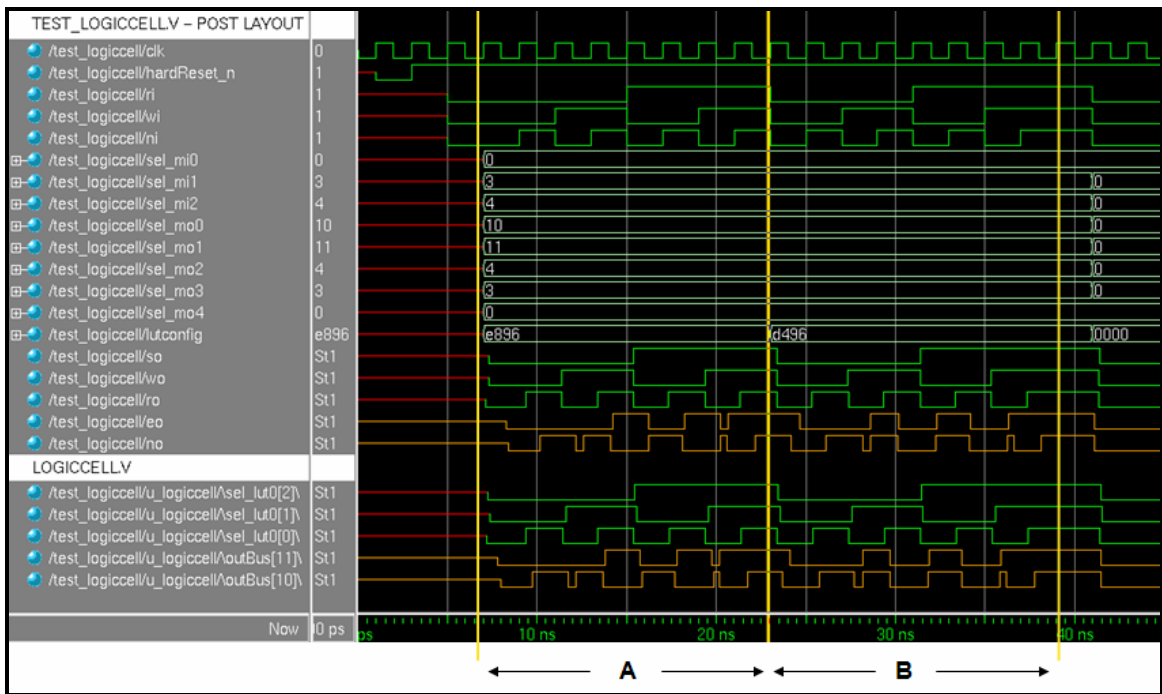 TEST_LOGICCELL.V – POST LAYOUT
/test_logiccell/clk 0
/test_logiccell/hardReset_n 1
/test_logiccell/ri 1
/test_logiccell/wi 1
/test_logiccell/ni 1
/test_logiccell/sel_mi0 0 0
/test_logiccell/sel_mi1 3 3 0
/test_logiccell/sel_mi2 4 4 0
/test_logiccell/sel_mo0 10 10 0
/test_logiccell/sel_mo1 11 11 0
/test_logiccell/sel_mo2 4 4 0
/test_logiccell/sel_mo3 3 3 0
/test_logiccell/sel_mo4 0 0
/test_logiccell/lutconfig e896 e896 d496 0000
/test_logiccell/so St1
/test_logiccell/wo St1
/test_logiccell/ro St1
/test_logiccell/eo St1
/test_logiccell/no St1
LOGICCELL.V
/test_logiccell/u_logiccell/\sel_lut0[2]\ St1
/test_logiccell/u_logiccell/\sel_lut0[1]\ St1
/test_logiccell/u_logiccell/\sel_lut0[0]\ St1
/test_logiccell/u_logiccell/\outBus[11]\ St1
/test_logiccell/u_logiccell/\outBus[10]\ St1
Now 0 ps ps 10 ns 20 ns 30 ns 40 ns
A B